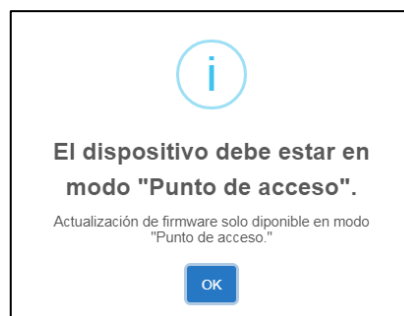 i
El dispositivo debe estar en
modo "Punto de acceso".
Actualización de firmware solo diponible en modo
"Punto de acceso."
OK